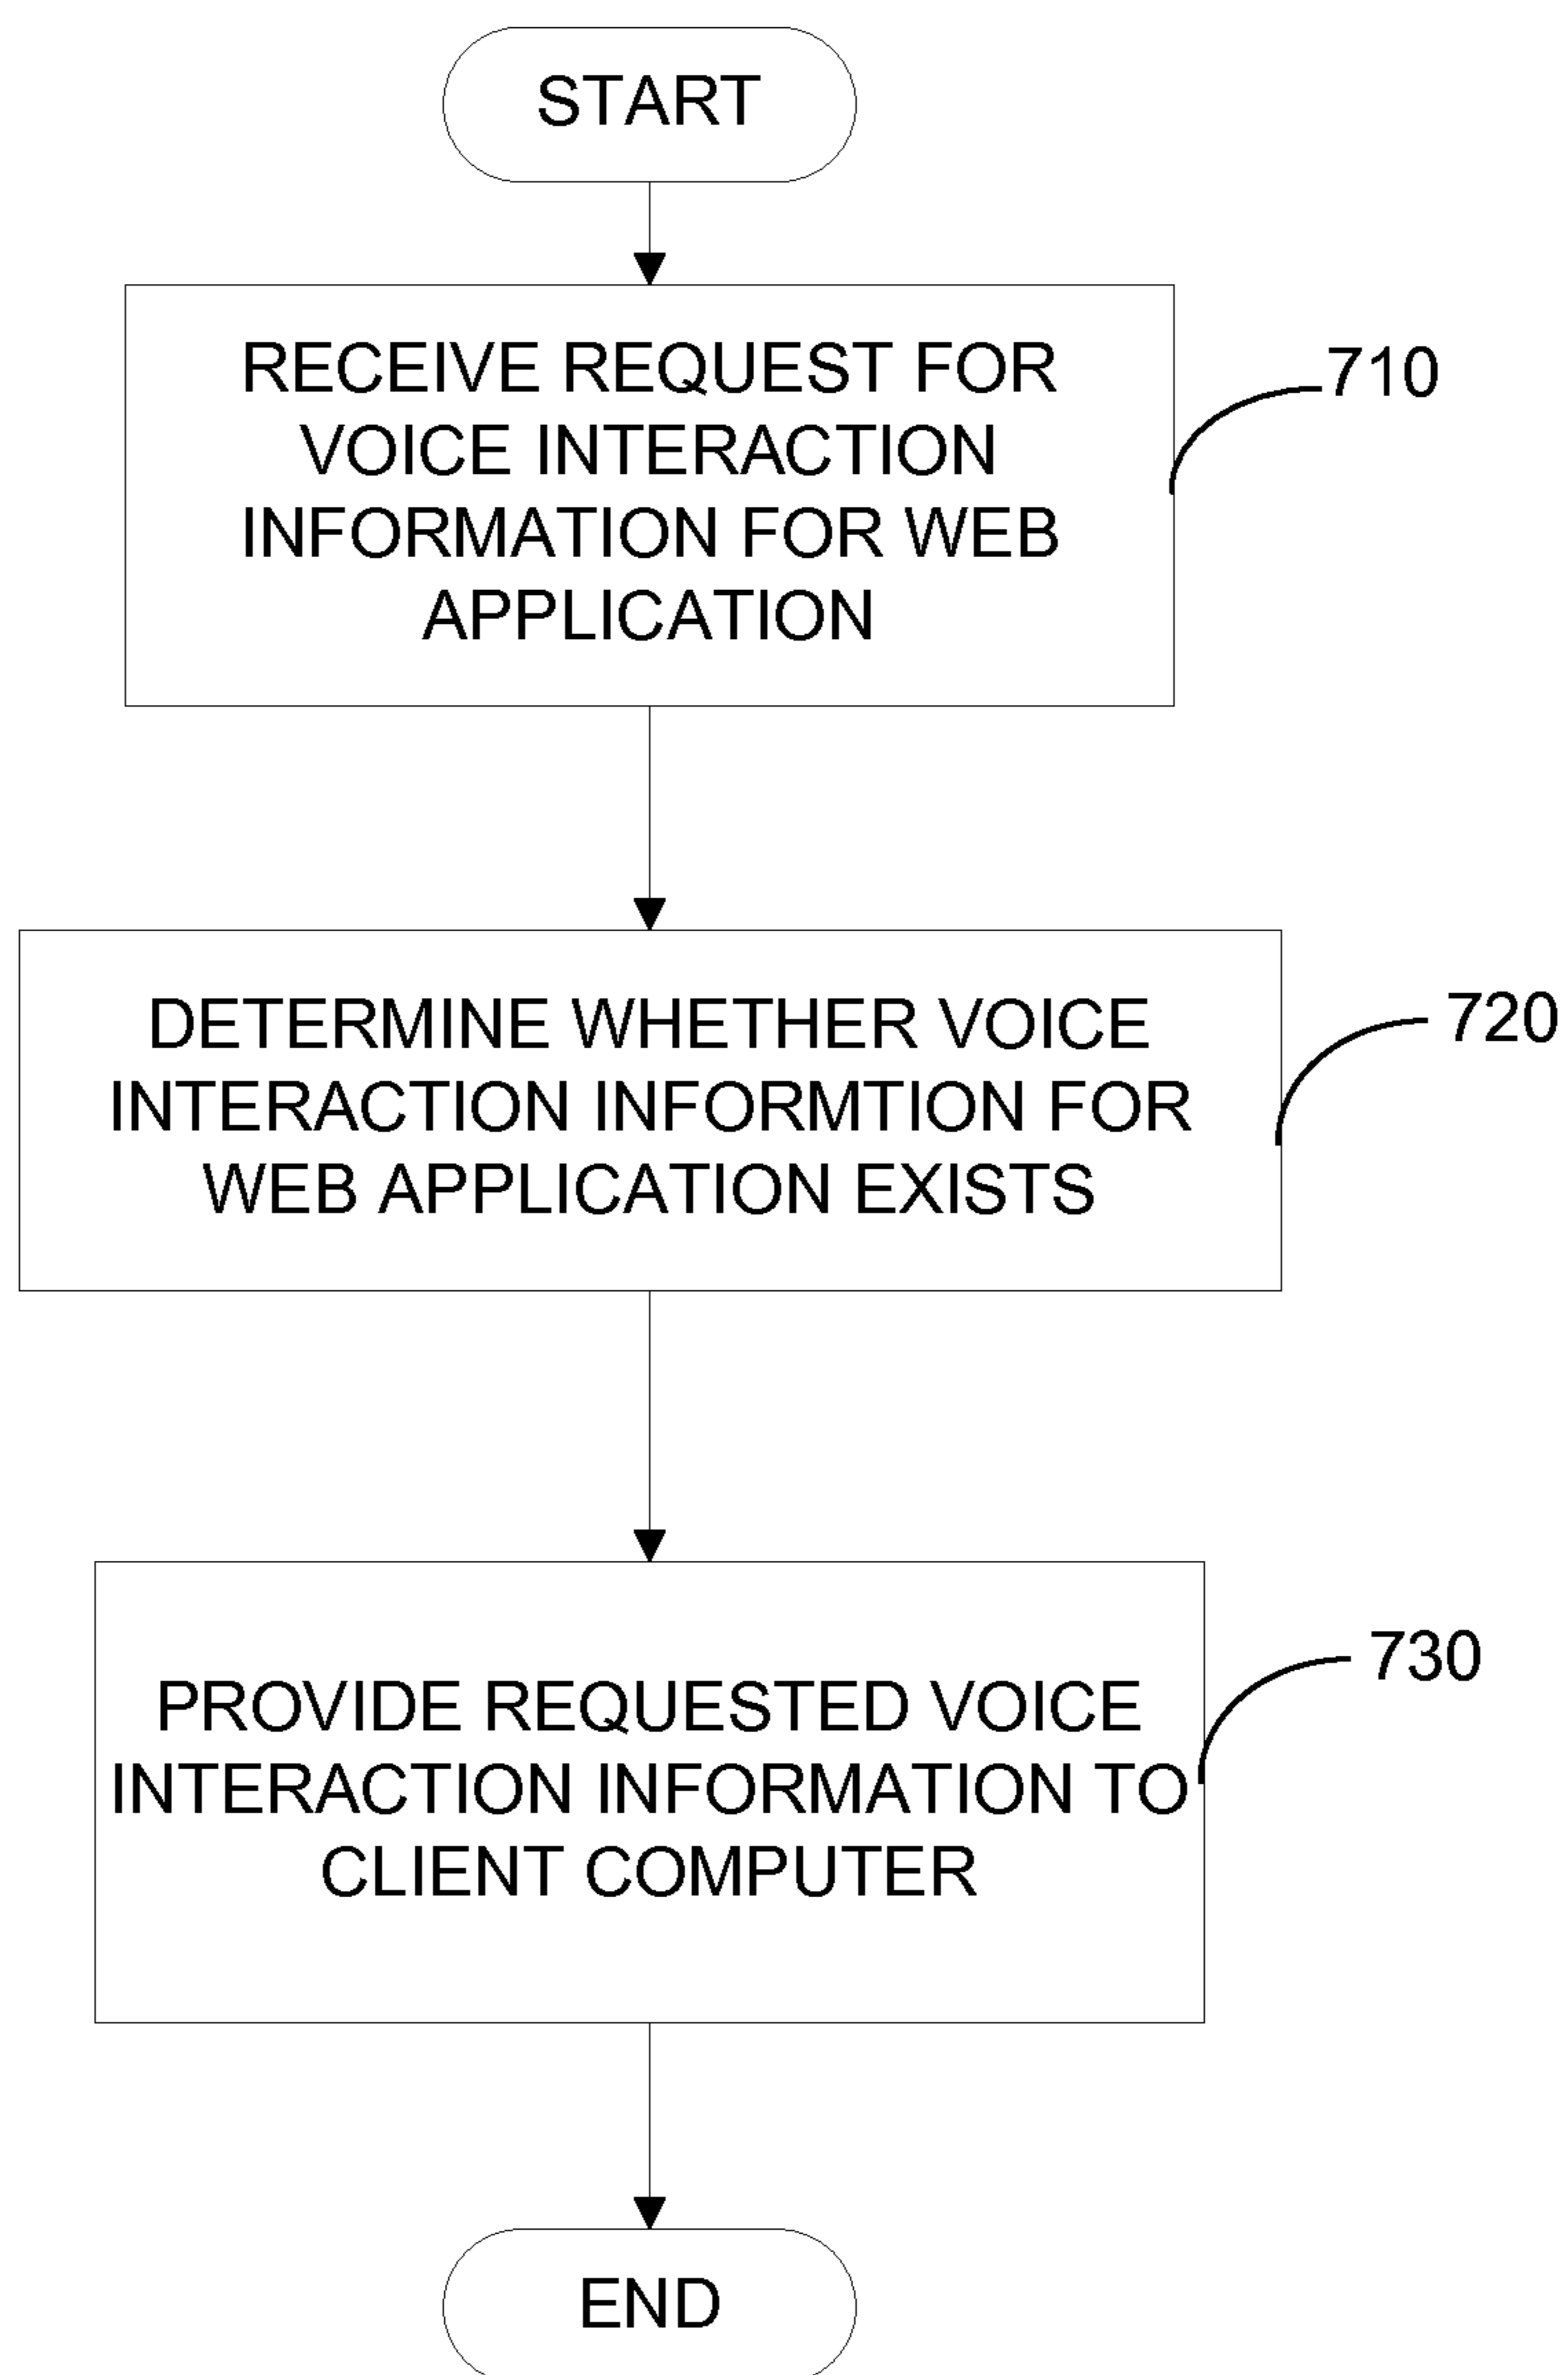 START
RECEIVE REQUEST FOR
VOICE INTERACTION
INFORMATION FOR WEB
APPLICATION
710
DETERMINE WHETHER VOICE
INTERACTION INFORMTION FOR
WEB APPLICATION EXISTS
720
PROVIDE REQUESTED VOICE
INTERACTION INFORMATION TO
CLIENT COMPUTER
730
END